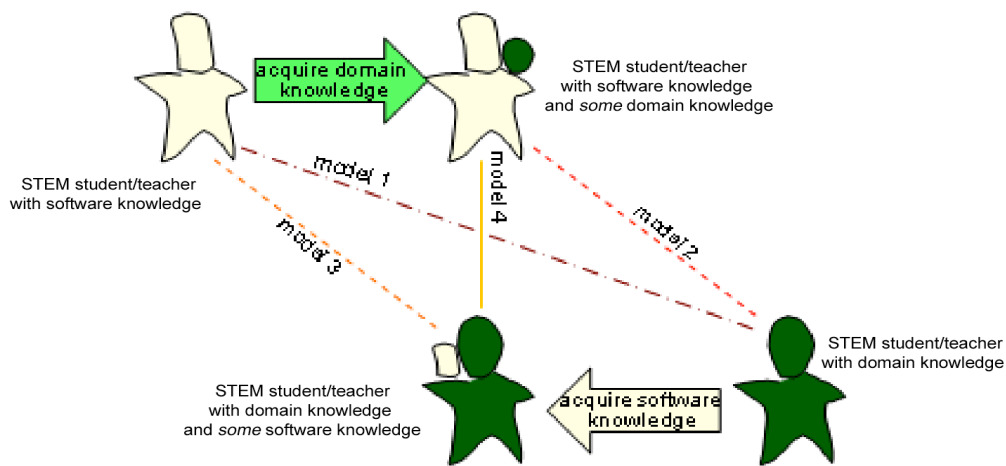 acquire domain
knowledge
STEM student/teacher
with software knowledge
and some domain knowledge
STEM student/teacher
with software knowledge
model 1
model 4
model 2
model 3
STEM student/teacher
with domain knowledge
STEM student/teacher
with domain knowledge
and some software knowledge
acquire software
knowledge